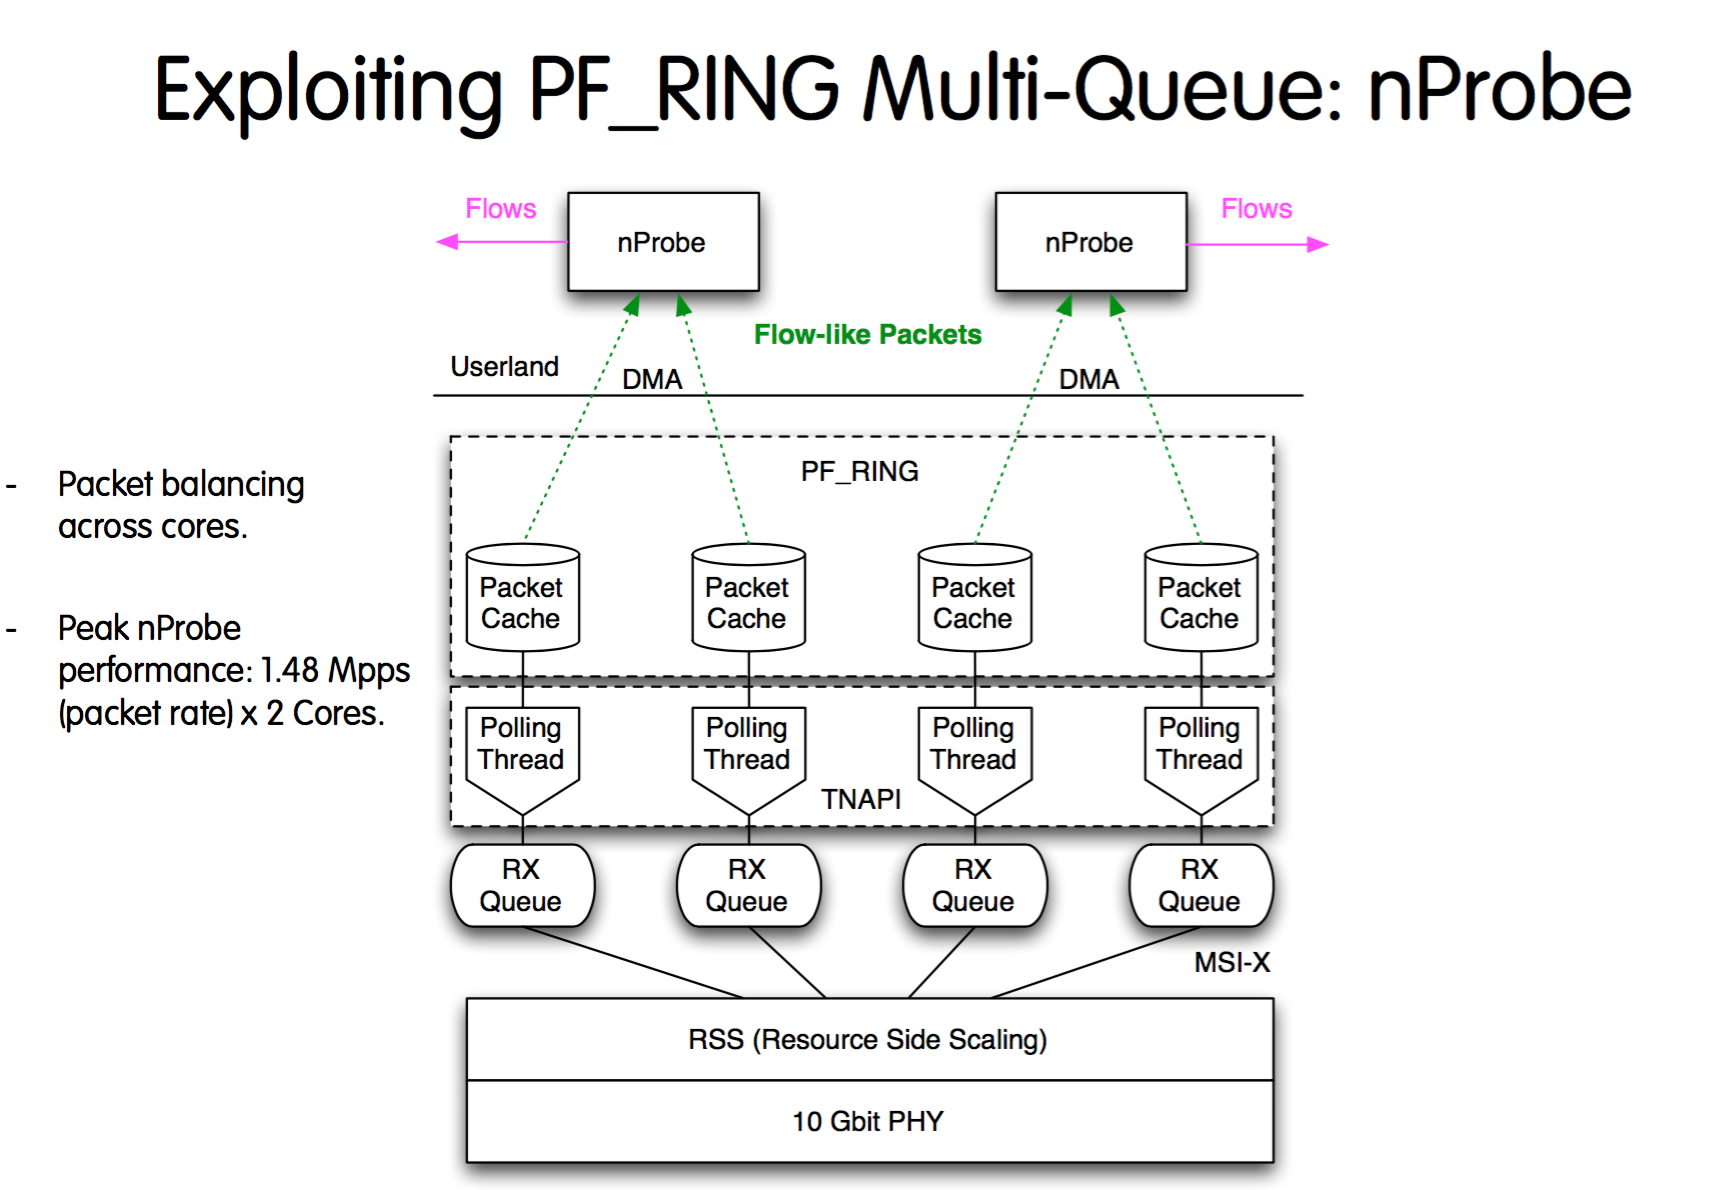 Exploiting PF_RING Multi-Queue: nProbe
Flows
nProbe
nProbe
Flows
Flow-like Packets
Userland
DMA
DMA
- Packet balancing
across cores.
- Peak nProbe
performance: 1.48 Mpps
(packet rate) x 2 Cores.
PF_RING
Packet
Cache
Packet
Cache
Packet
Cache
Packet
Cache
Polling
Thread
Polling
Thread
Polling
Thread
Polling
Thread
TNAPI
RX
Queue
RX
Queue
RX
Queue
RX
Queue
MSI-X
RSS (Resource Side Scaling)
10 Gbit PHY